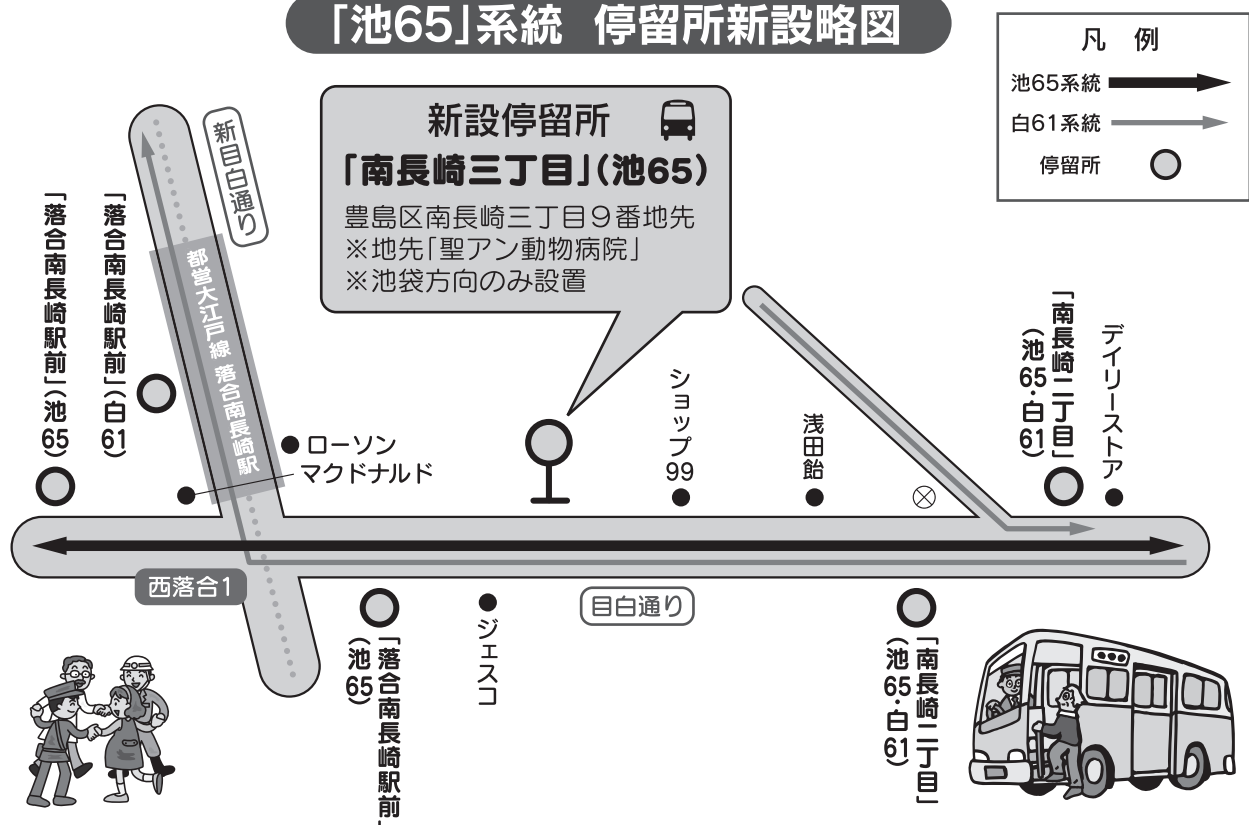 「池65」系統 停留所新設略図
凡 例
池65系統
白61系統
停留所
新設停留所
「南長崎三丁目」(池65)
豊島区南長崎三丁目9番地先
※地先「聖アン動物病院」
※池袋方向のみ設置
新目白通り
都営大江戸線 落合南長崎駅
「落合南長崎駅前」(池65)
「落合南長崎駅前」(白61)
ローソン
マクドナルド
ショップ99
浅田飴
「南長崎二丁目」
(池65・白61)
デイリーストア
西落合1
目白通り
「落合南長崎駅前」
(池65)
ジェスコ
「南長崎二丁目」
(池65・白61)